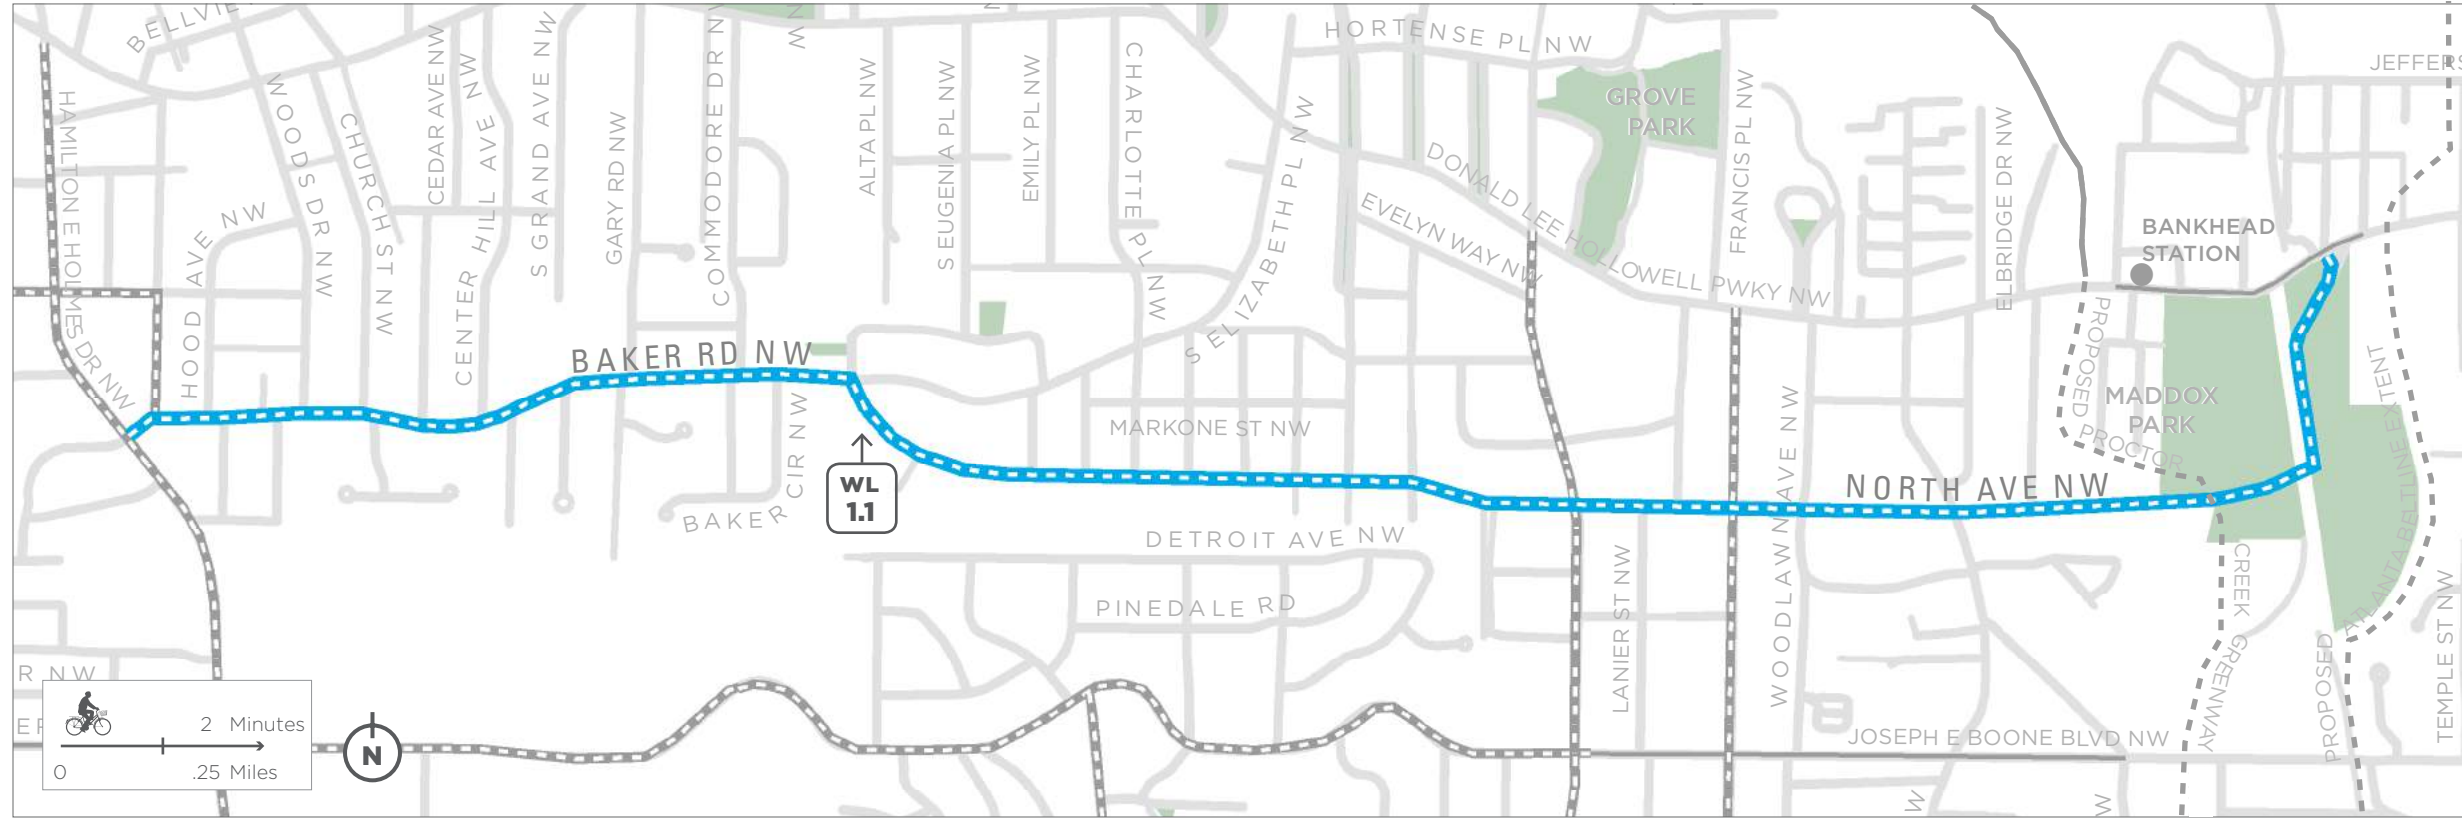 BELLVIE
HAMILTON E HOLMES DR NW
HOOD AVE NW
WOODS DR NW
CHURCH ST NW
CEDAR AVE NW
CENTER HILL AVE NW
S GRAND AVE NW
GARY RD NW
COMMODORE DR N
NW
ALTA PL NW
S EUGENIA PL NW
EMILY PL NW
CHARLOTTE PL NW
S ELIZABETH PL NW
HORTENSE PL NW
GROVE
PARK
DONALD LEE HOLLOWELL PWKY NW
EVELYN WAY NW
FRANCIS PL NW
ELBRIDGE DR NW
JEFFERS
BANKHEAD
STATION
BAKER RD NW
MARKONE ST NW
BAKER CIR NW
WL
1.1
MADDOX
PARK
PROPOSED PROCTOR CREEK GREENWAY
PROPOSED ATLANTA BELTLINE EXTENT
NORTH AVE NW
WOODLAWN AVE NW
DETROIT AVE NW
PINEDALE RD
LANIER ST NW
TEMPLE ST NW
JOSEPH E BOONE BLVD NW
R NW
ER
2 Minutes
0 .25 Miles
N
W
W